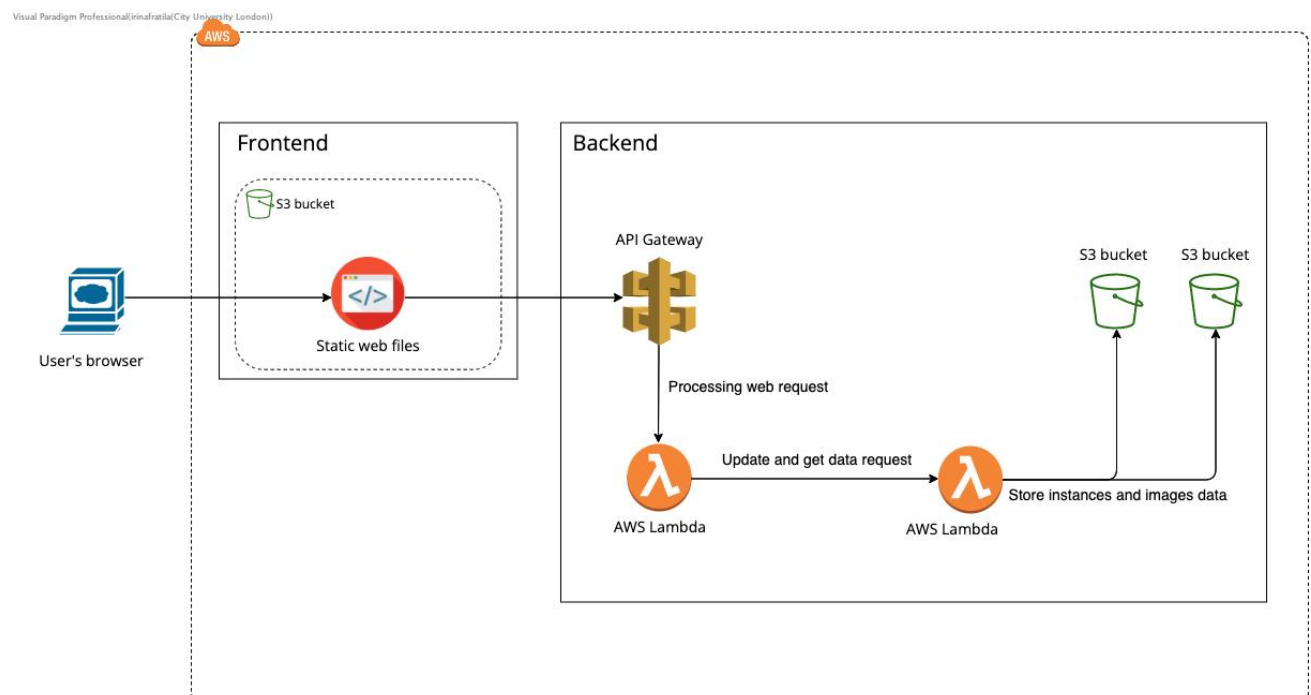 Visual Paradigm Professional(irinafratila(City University London))
AWS
Frontend
Backend
S3 bucket
API Gateway
S3 bucket
S3 bucket
</>
Static web files
User's browser
Processing web request
Update and get data request
Store instances and images data
AWS Lambda
AWS Lambda